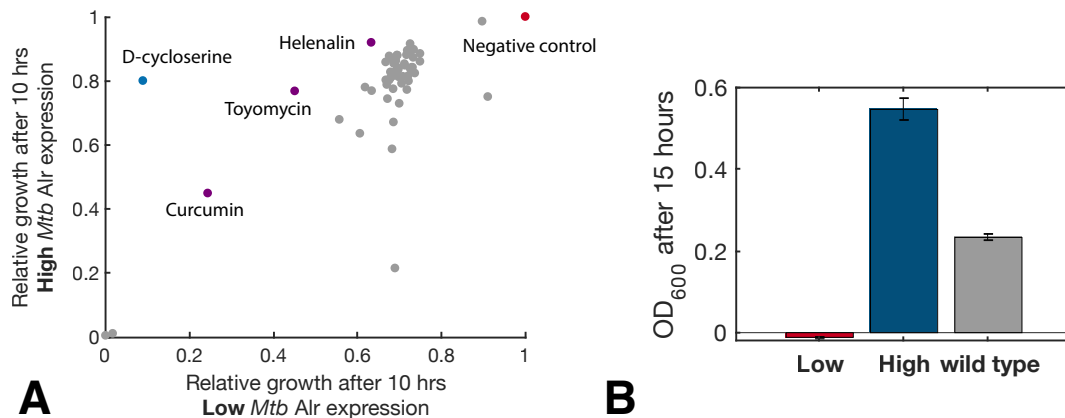 1
Helenalin
D-cycloserine
Negative control
0.8
Toyomycin
0.6
0.4
Curcumin
0.2
0
0
0.2
0.4
0.6
0.8
1
Relative growth after 10 hrs
High Mtb Alr expression
Relative growth after 10 hrs
Low Mtb Alr expression
A
0.6
0.4
0.2
0
OD600 after 15 hours
Low
High
wild type
B